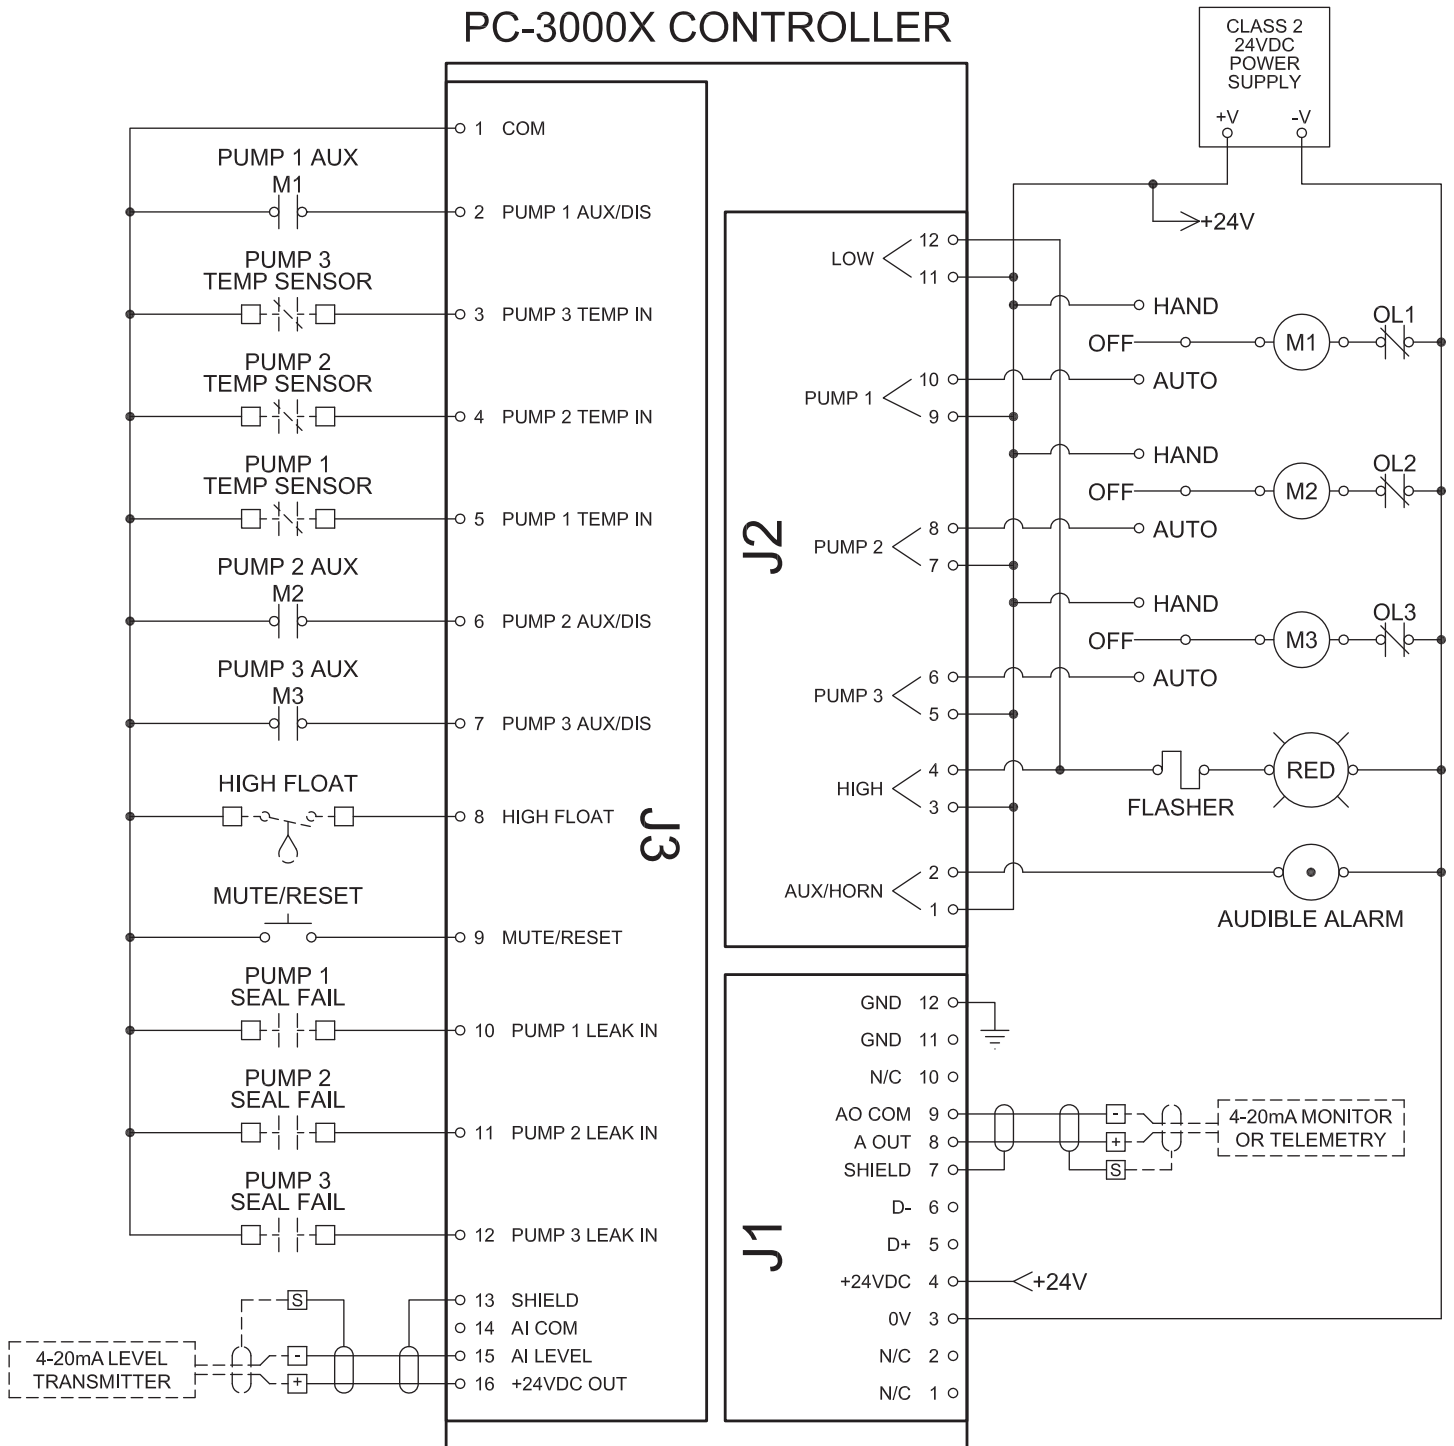 PC-3000X CONTROLLER
CLASS 2
24VDC
POWER
SUPPLY
+V -V
+24V
1 COM
PUMP 1 AUX
M1
2 PUMP 1 AUX/DIS
PUMP 3
TEMP SENSOR
3 PUMP 3 TEMP IN
PUMP 2
TEMP SENSOR
4 PUMP 2 TEMP IN
PUMP 1
TEMP SENSOR
5 PUMP 1 TEMP IN
PUMP 2 AUX
M2
6 PUMP 2 AUX/DIS
PUMP 3 AUX
M3
7 PUMP 3 AUX/DIS
HIGH FLOAT
8 HIGH FLOAT
MUTE/RESET
9 MUTE/RESET
PUMP 1
SEAL FAIL
10 PUMP 1 LEAK IN
PUMP 2
SEAL FAIL
11 PUMP 2 LEAK IN
PUMP 3
SEAL FAIL
12 PUMP 3 LEAK IN
S
13 SHIELD
14 AI COM
-
15 AI LEVEL
+
16 +24VDC OUT
4-20mA LEVEL
TRANSMITTER
J3
J2
LOW
12
11
PUMP 1
10
9
PUMP 2
8
7
PUMP 3
6
5
HIGH
4
3
AUX/HORN
2
1
HAND
OFF
M1
OL1
AUTO
HAND
OFF
M2
OL2
AUTO
HAND
OFF
M3
OL3
AUTO
RED
FLASHER
AUDIBLE ALARM
J1
GND 12
GND 11
N/C 10
AO COM 9
A OUT 8
SHIELD 7
D- 6
D+ 5
+24VDC 4
+24V
0V 3
N/C 2
N/C 1
-
+
S
4-20mA MONITOR
OR TELEMETRY